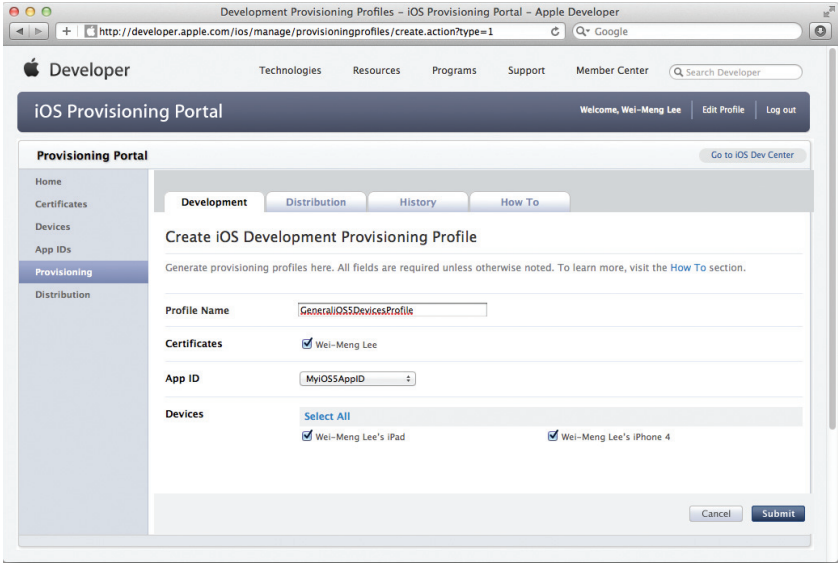 Development Provisioning Profiles – iOS Provisioning Portal – Apple Developer
http://developer.apple.com/ios/manage/provisioningprofiles/create.action?type=1
Google
Developer
Technologies Resources Programs Support Member Center
Search Developer
iOS Provisioning Portal
Welcome, Wei-Meng Lee
Edit Profile
Log out
Provisioning Portal
Go to iOS Dev Center
Home
Certificates
Devices
App IDs
Provisioning
Distribution
Development Distribution History How To
Create iOS Development Provisioning Profile
Generate provisioning profiles here. All fields are required unless otherwise noted. To learn more, visit the How To section.
Profile Name GeneraliOS5DevicesProfile
Certificates Wei-Meng Lee
App ID MyiOS5AppID
Devices Select All
Wei-Meng Lee's iPad Wei-Meng Lee's iPhone 4
Cancel Submit